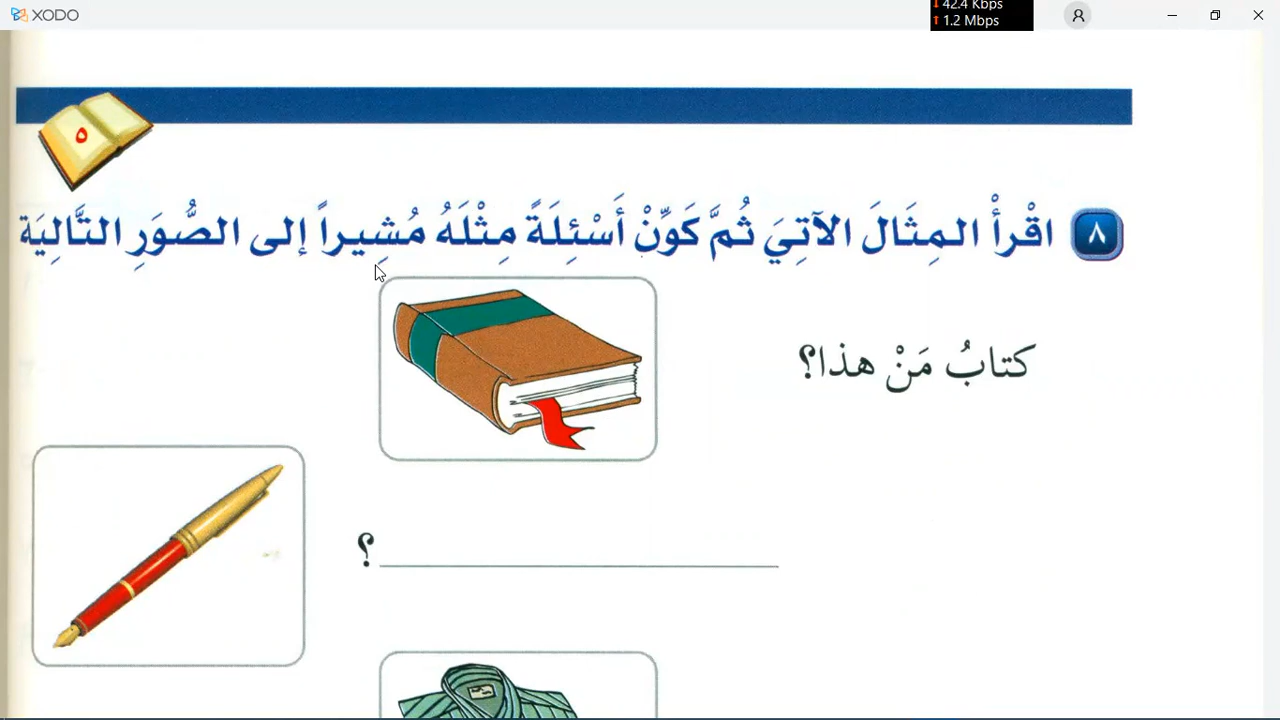 XODO
42.4 Kbps
1.2 Mbps
٥
٨ اقْرأْ المِثَالَ الآتِيَ ثُمَّ كَوِّنْ أَسْئِلَةً مِثْلَهُ مُشِيراً إلى الصُّوَرِ التَّالِيَة
كتابُ مَنْ هذا؟
؟